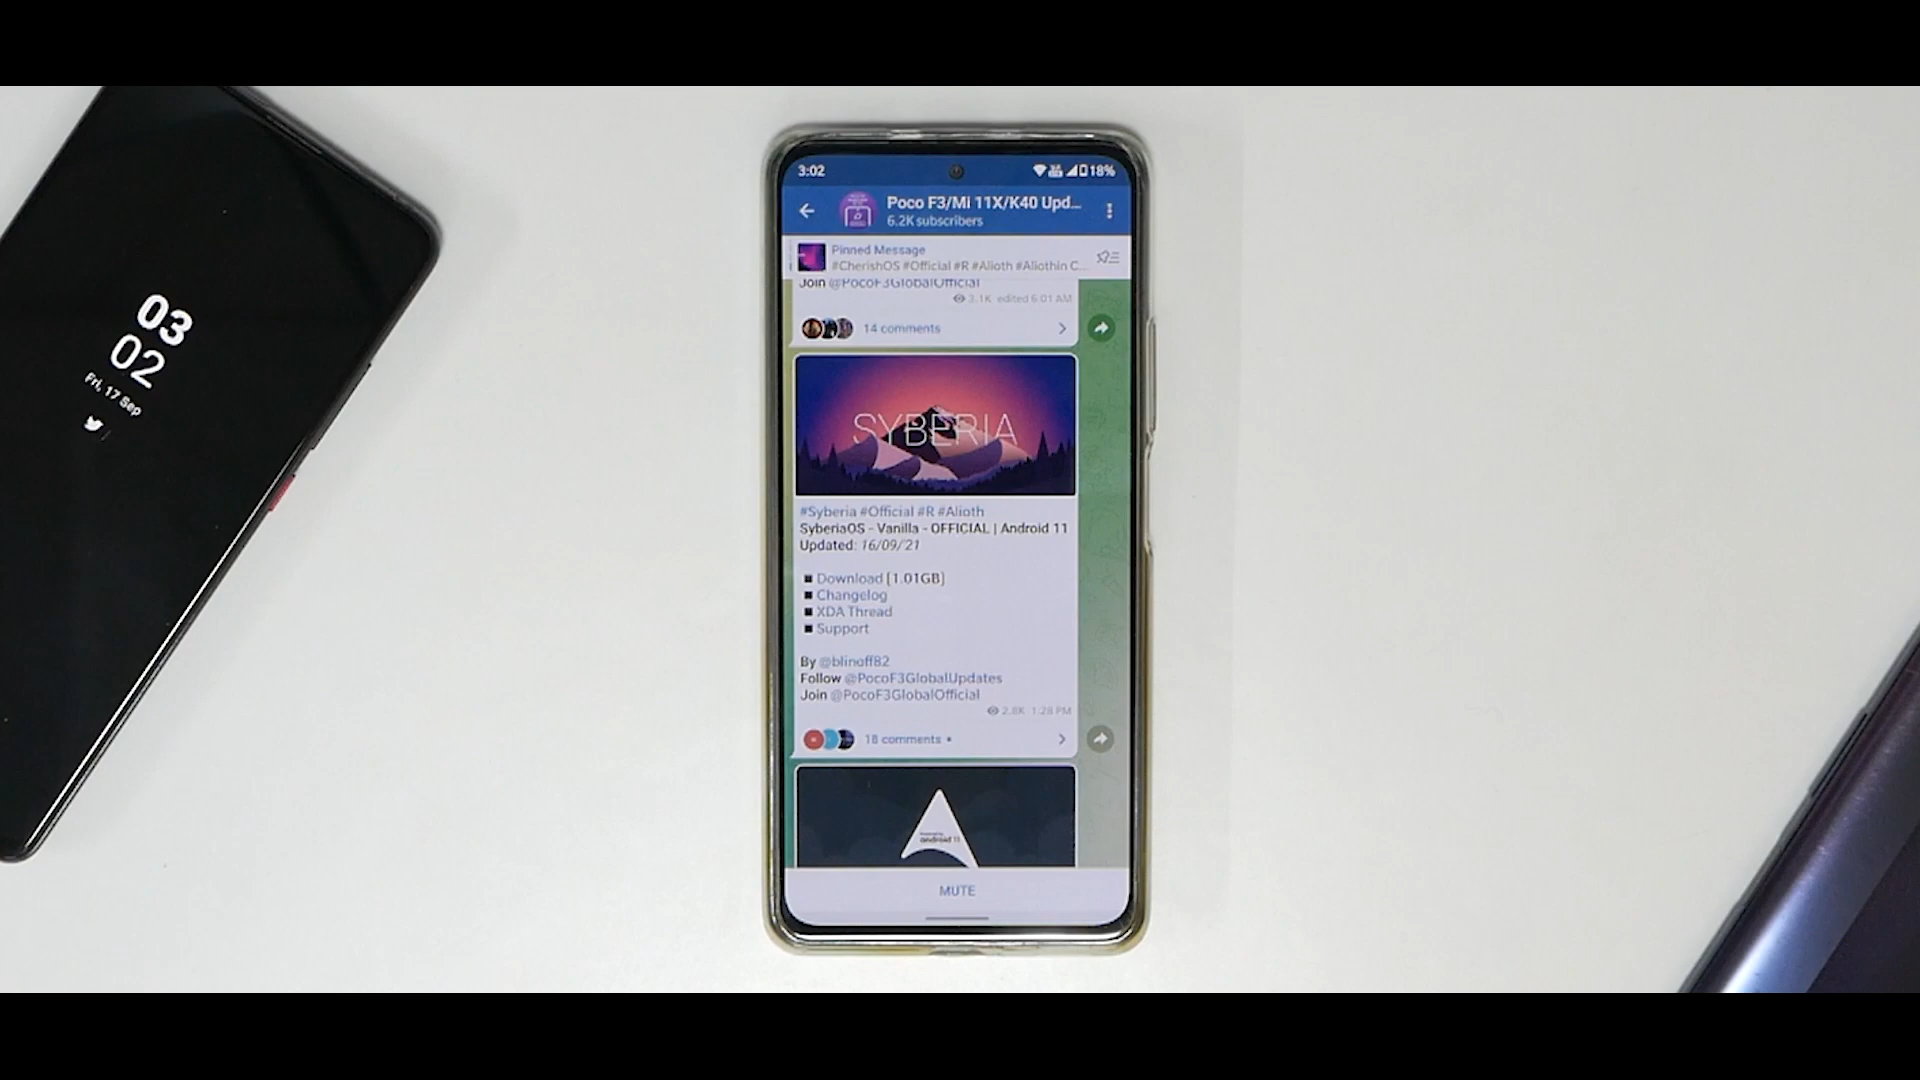 03
02
Fri, 17 Sep
3:02
18%
Poco F3/Mi 11X/K40 Upd...
6.2K subscribers
Pinned Message
#CherishOS #Official #R #Alioth #Aliothin C...
Join @PocoF3GlobalOfficial
3.1K edited 6:01 AM
14 comments
SYBERIA
#Syberia #Official #R #Alioth
SyberiaOS - Vanilla - OFFICIAL | Android 11
Updated: 16/09/'21
Download [1.01GB]
Changelog
XDA Thread
Support
By @blinoff82
Follow @PocoF3GlobalUpdates
Join @PocoF3GlobalOfficial
2.8K 1:28 PM
18 comments
android 11
MUTE